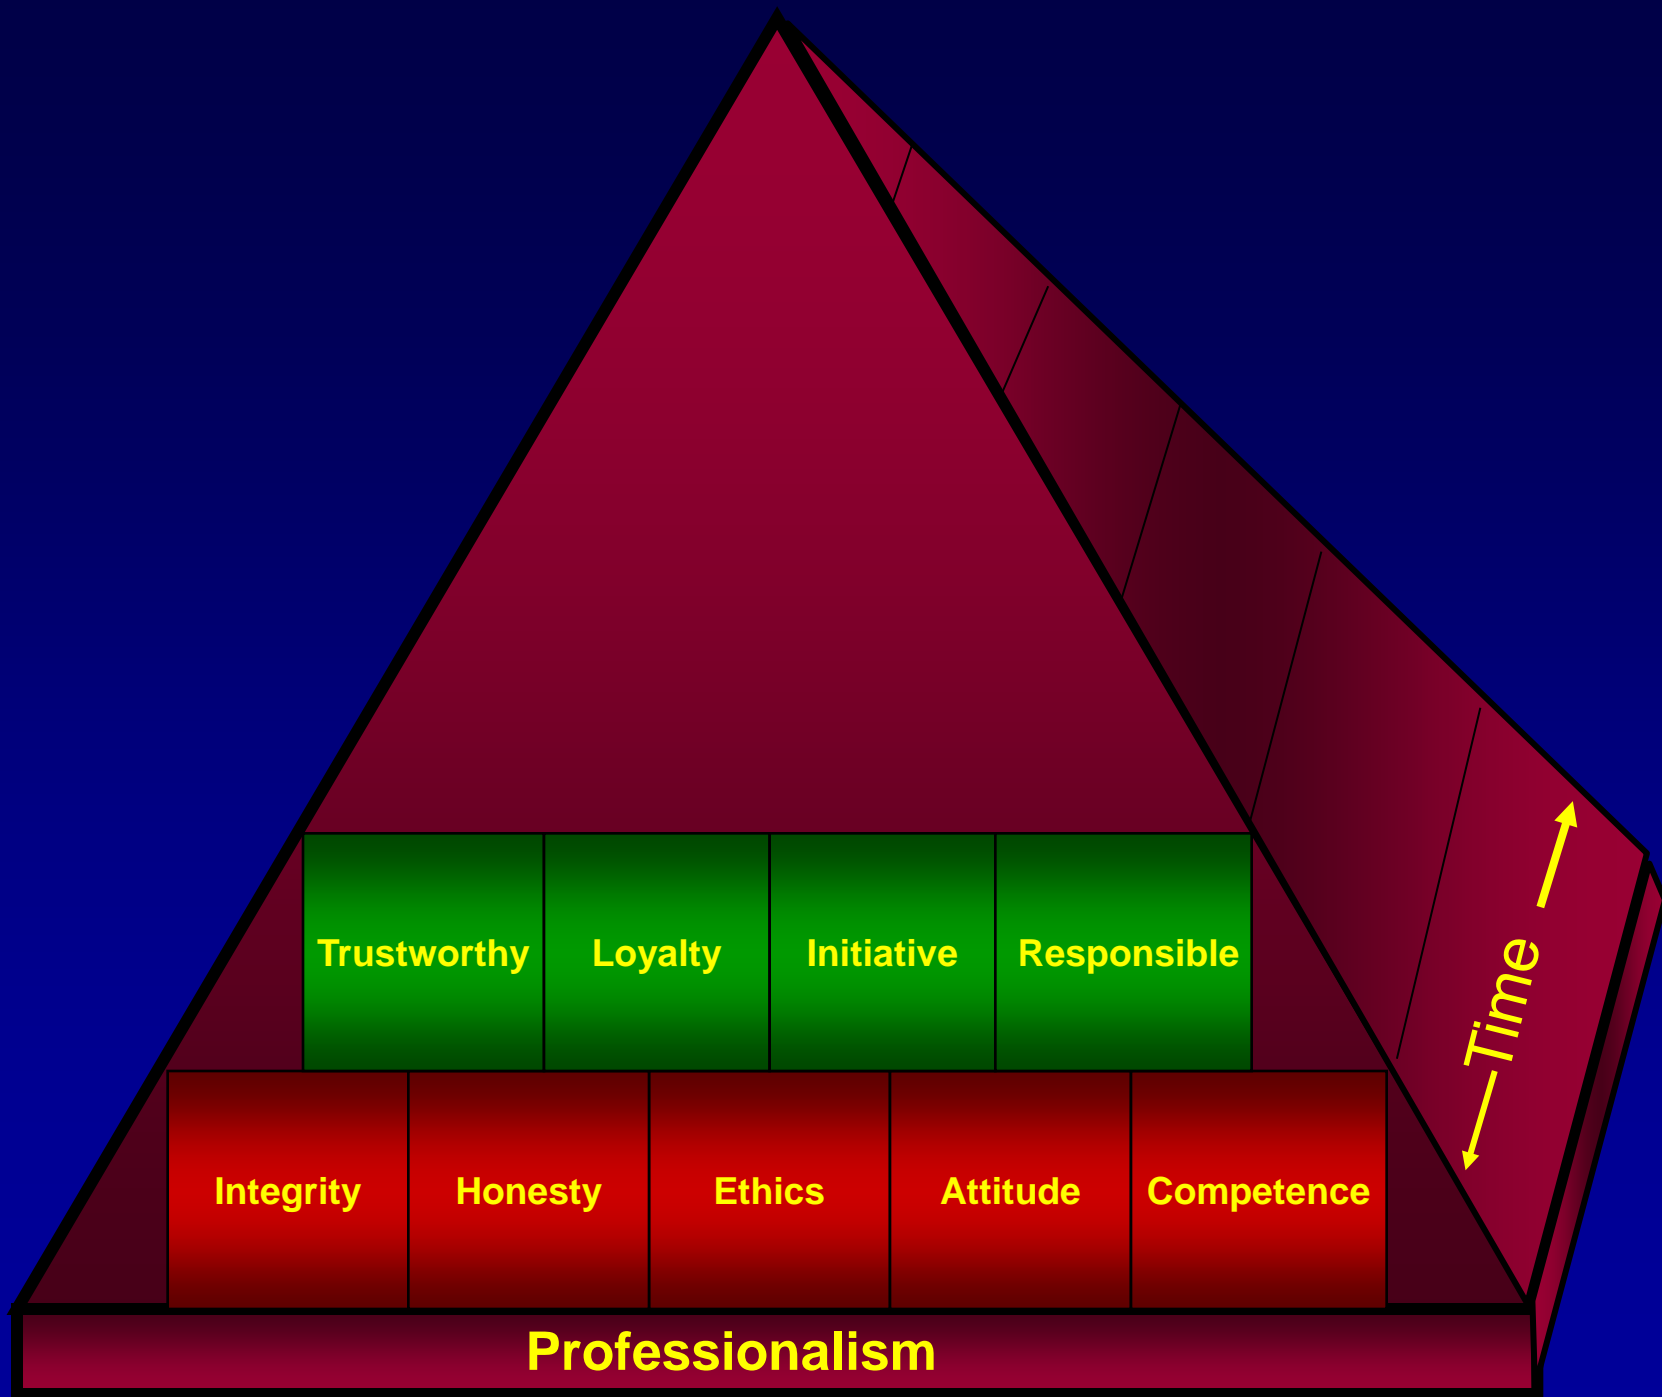 Trustworthy Loyalty Initiative Responsible
Time
Integrity Honesty Ethics Attitude Competence
Professionalism